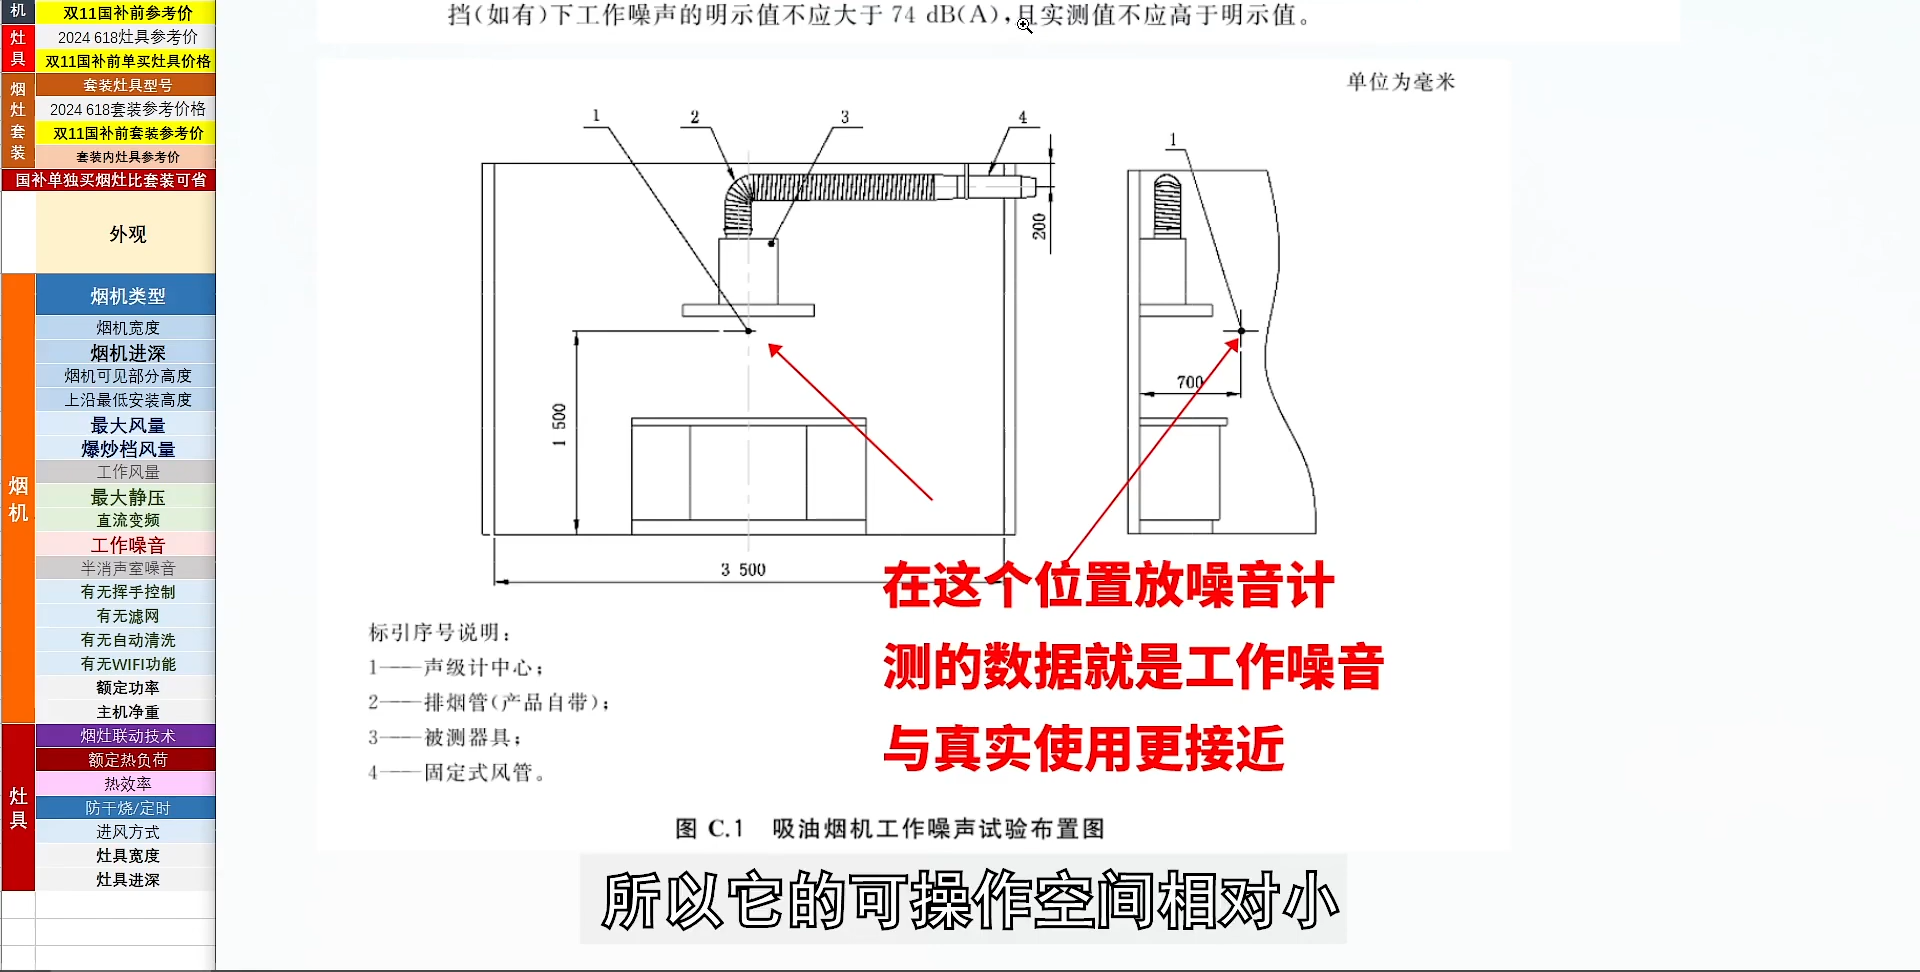 机
双11国补前参考价
灶具
2024 618灶具参考价
双11国补前单买灶具价格
烟灶套装
套装灶具型号
2024 618套装参考价格
双11国补前套装参考价
套装内灶具参考价
国补单独买烟灶比套装可省
外观
烟机
烟机类型
烟机宽度
烟机进深
烟机可见部分高度
上沿最低安装高度
最大风量
爆炒档风量
工作风量
最大静压
直流变频
工作噪音
半消声室噪音
有无挥手控制
有无滤网
有无自动清洗
有无WIFI功能
额定功率
主机净重
灶具
烟灶联动技术
额定热负荷
热效率
防干烧/定时
进风方式
灶具宽度
灶具进深
挡(如有)下工作噪声的明示值不应大于 74 dB(A),且实测值不应高于明示值。
单位为毫米
1
2
3
4
1
200
1 500
700
3 500
在这个位置放噪音计
测的数据就是工作噪音
与真实使用更接近
标引序号说明:
1——声级计中心;
2——排烟管(产品自带);
3——被测器具;
4——固定式风管。
图 C.1 吸油烟机工作噪声试验布置图
所以它的可操作空间相对小